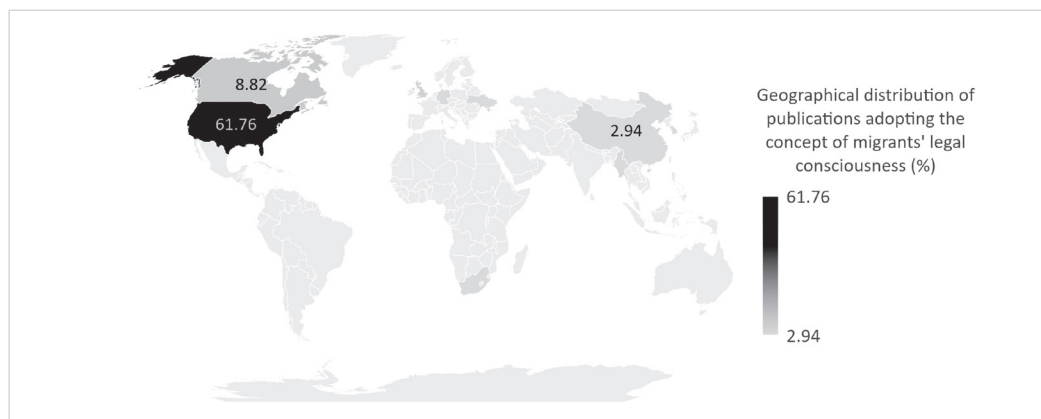 8.82
61.76
2.94
Geographical distribution of
publications adopting the
concept of migrants' legal
consciousness (%)
61.76
2.94